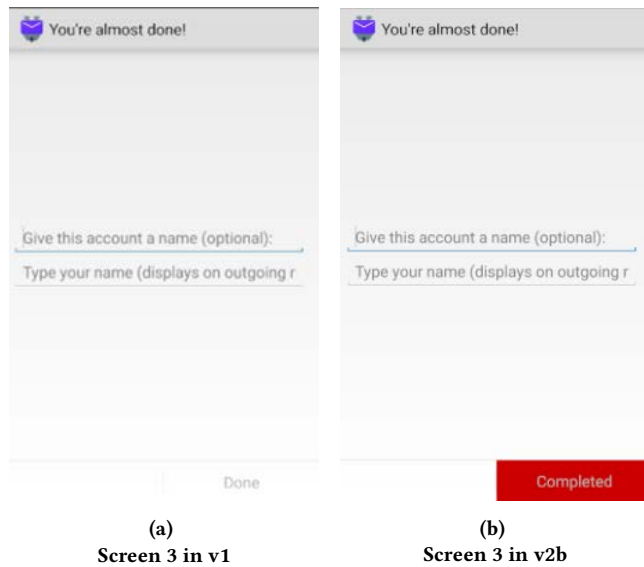 You're almost done!
Give this account a name (optional):
Type your name (displays on outgoing r
Done
(a)
Screen 3 in v1
You're almost done!
Give this account a name (optional):
Type your name (displays on outgoing r
Completed
(b)
Screen 3 in v2b